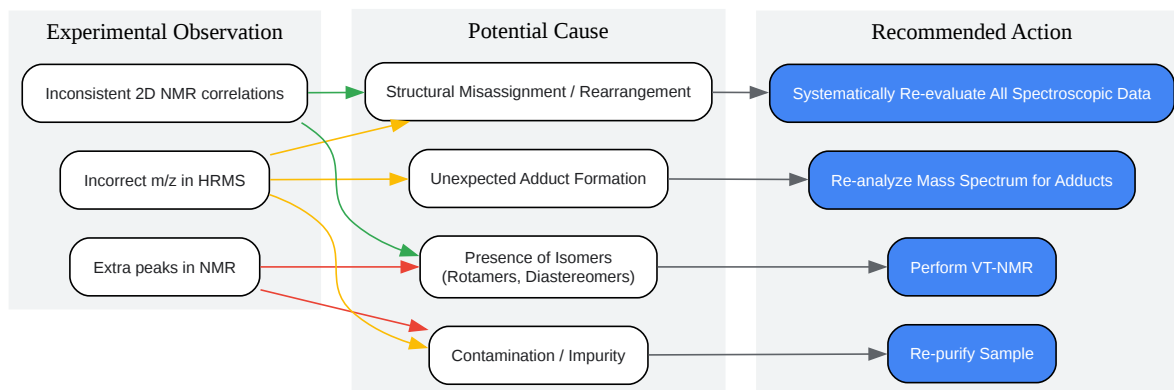 Experimental Observation
Inconsistent 2D NMR correlations
Incorrect m/z in HRMS
Extra peaks in NMR
Potential Cause
Structural Misassignment / Rearrangement
Unexpected Adduct Formation
Presence of Isomers
(Rotamers, Diastereomers)
Contamination / Impurity
Recommended Action
Systematically Re-evaluate All Spectroscopic Data
Re-analyze Mass Spectrum for Adducts
Perform VT-NMR
Re-purify Sample